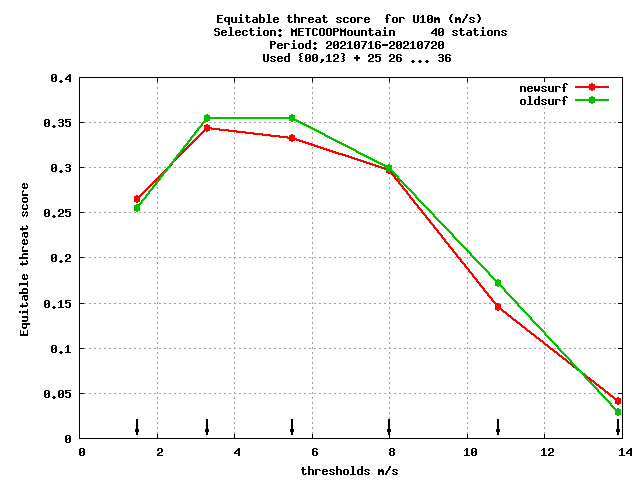 Equitable threat score  for U10m (m/s)
Selection: METCOOPMountain     40 stations
Period: 20210716-20210720
Used {00,12} + 25 26 ... 36
newsurf
oldsurf
0.4
0.35
0.3
0.25
0.2
0.15
0.1
0.05
0
Equitable threat score
0 2 4 6 8 10 12 14
thresholds m/s